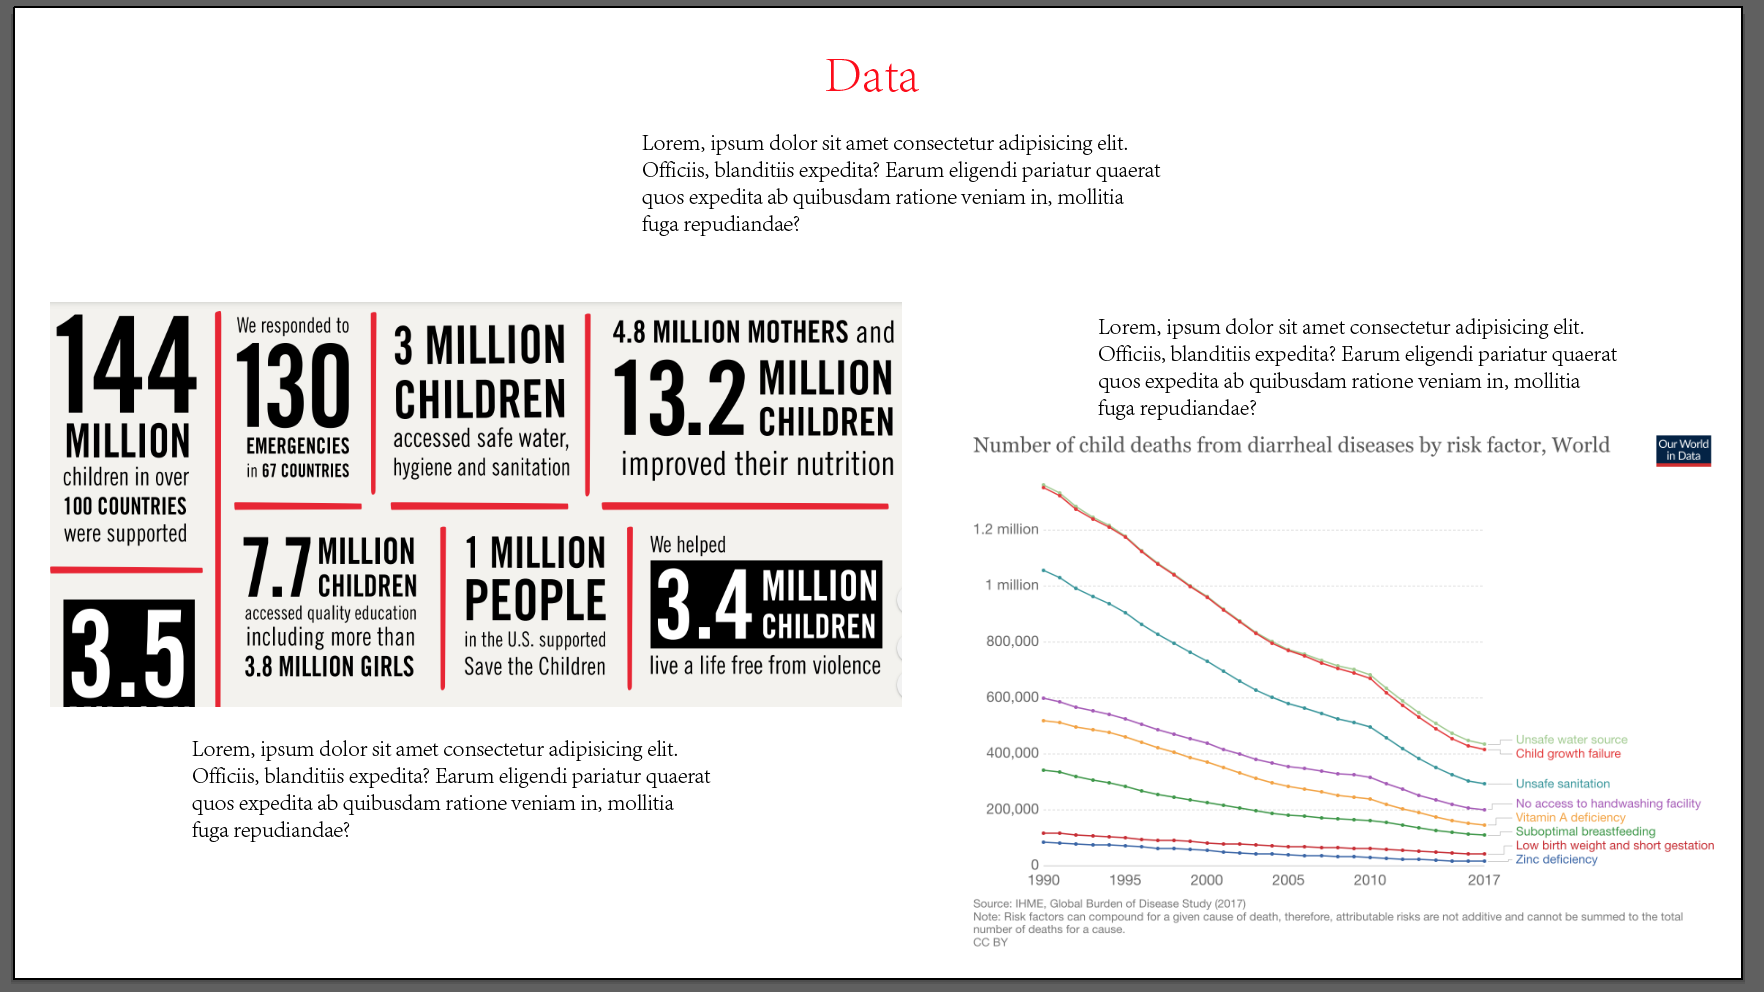 Data
Lorem, ipsum dolor sit amet consectetur adipisicing elit.
Officiis, blanditiis expedita? Earum eligendi pariatur quaerat
quos expedita ab quibusdam ratione veniam in, mollitia
fuga repudiandae?
144
MILLION
children in over
100 COUNTRIES
were supported
3.5
We responded to
130
EMERGENCIES
in 67 COUNTRIES
3 MILLION
CHILDREN
accessed safe water,
hygiene and sanitation
4.8 MILLION MOTHERS and
13.2 MILLION
CHILDREN
improved their nutrition
7.7 MILLION
CHILDREN
accessed quality education
including more than
3.8 MILLION GIRLS
1 MILLION
PEOPLE
in the U.S. supported
Save the Children
We helped
3.4 MILLION
CHILDREN
live a life free from violence
Lorem, ipsum dolor sit amet consectetur adipisicing elit.
Officiis, blanditiis expedita? Earum eligendi pariatur quaerat
quos expedita ab quibusdam ratione veniam in, mollitia
fuga repudiandae?
Lorem, ipsum dolor sit amet consectetur adipisicing elit.
Officiis, blanditiis expedita? Earum eligendi pariatur quaerat
quos expedita ab quibusdam ratione veniam in, mollitia
fuga repudiandae?
Number of child deaths from diarrheal diseases by risk factor, World
Our World
in Data
1.2 million
1 million
800,000
600,000
400,000
200,000
0
1990 1995 2000 2005 2010 2017
Unsafe water source
Child growth failure
Unsafe sanitation
No access to handwashing facility
Vitamin A deficiency
Suboptimal breastfeeding
Low birth weight and short gestation
Zinc deficiency
Source: IHME, Global Burden of Disease Study (2017)
Note: Risk factors can compound for a given cause of death, therefore, attributable risks are not additive and cannot be summed to the total
number of deaths for a cause.
CC BY